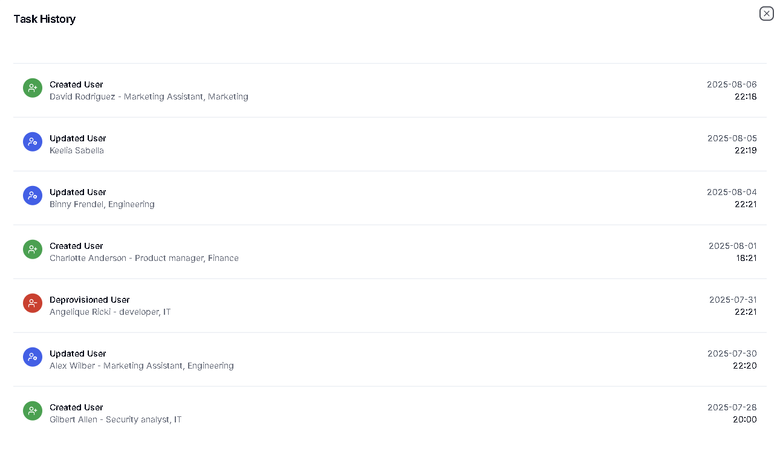 Task History
Created User
David Rodriguez - Marketing Assistant, Marketing
2025-08-06
22:18
Updated User
Keelia Sabella
2025-08-05
22:19
Updated User
Binny Frendel, Engineering
2025-08-04
22:21
Created User
Charlotte Anderson - Product manager, Finance
2025-08-01
18:21
Deprovisioned User
Angelique Ricki - developer, IT
2025-07-31
22:21
Updated User
Alex Wilber - Marketing Assistant, Engineering
2025-07-30
22:20
Created User
Gilbert Allen - Security analyst, IT
2025-07-28
20:00